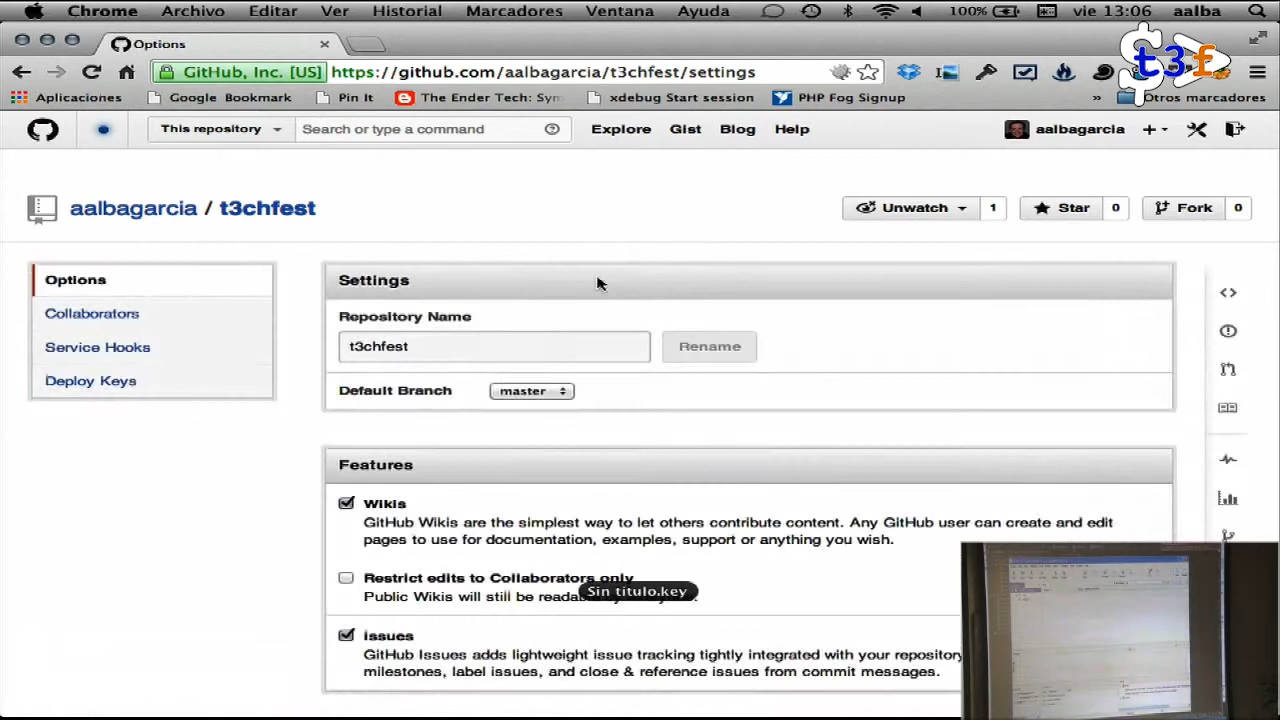 Chrome Archivo Editar Ver Historial Marcadores Ventana Ayuda 100% vie 13:06 aalba
Options
GitHub, Inc. [US] https://github.com/aalbagarcia/t3chfest/settings
t3f
Aplicaciones Google Bookmark Pin It The Ender Tech: Sym xdebug Start session PHP Fog Signup » Otros marcadores
This repository Search or type a command Explore Gist Blog Help aalbagarcia
aalbagarcia / t3chfest Unwatch 1 Star 0 Fork 0
Options
Collaborators
Service Hooks
Deploy Keys
Settings
Repository Name
t3chfest Rename
Default Branch master
Features
Wikis
GitHub Wikis are the simplest way to let others contribute content. Any GitHub user can create and edit
pages to use for documentation, examples, support or anything you wish.
Restrict edits to Collaborators only
Public Wikis will still be
Sin titulo.key
Issues
GitHub Issues adds lightweight issue tracking tightly integrated with your repository
milestones, label issues, and close & reference issues from commit messages.